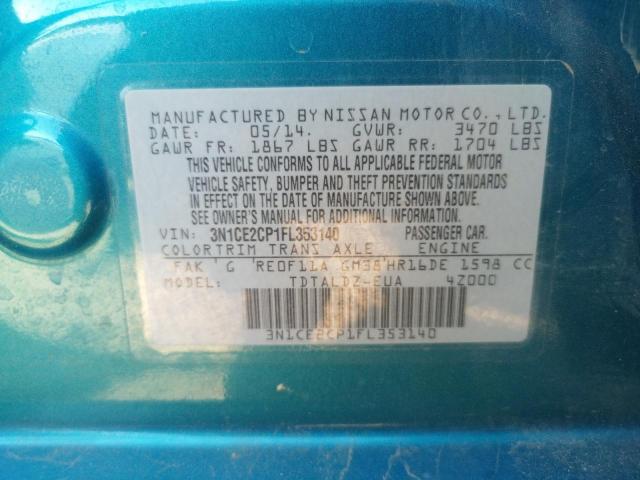 MANUFACTURED BY NISSAN MOTOR CO., LTD.
DATE: 05/14. GVWR: 3470 LBS
GAWR FR: 1867 LBS GAWR RR: 1704 LBS
THIS VEHICLE CONFORMS TO ALL APPLICABLE FEDERAL MOTOR
VEHICLE SAFETY, BUMPER AND THEFT PREVENTION STANDARDS
IN EFFECT ON THE DATE OF MANUFACTURE SHOWN ABOVE.
SEE OWNER'S MANUAL FOR ADDITIONAL INFORMATION.
VIN: 3N1CE2CP1FL353140 PASSENGER CAR.
COLORTRIM TRANS AXLE ENGINE
FAK G RE0F11A GM38 HR16DE 1598 CC
MODEL: TDTALDZ-EUA 4Z000
3N1CE2CP1FL353140